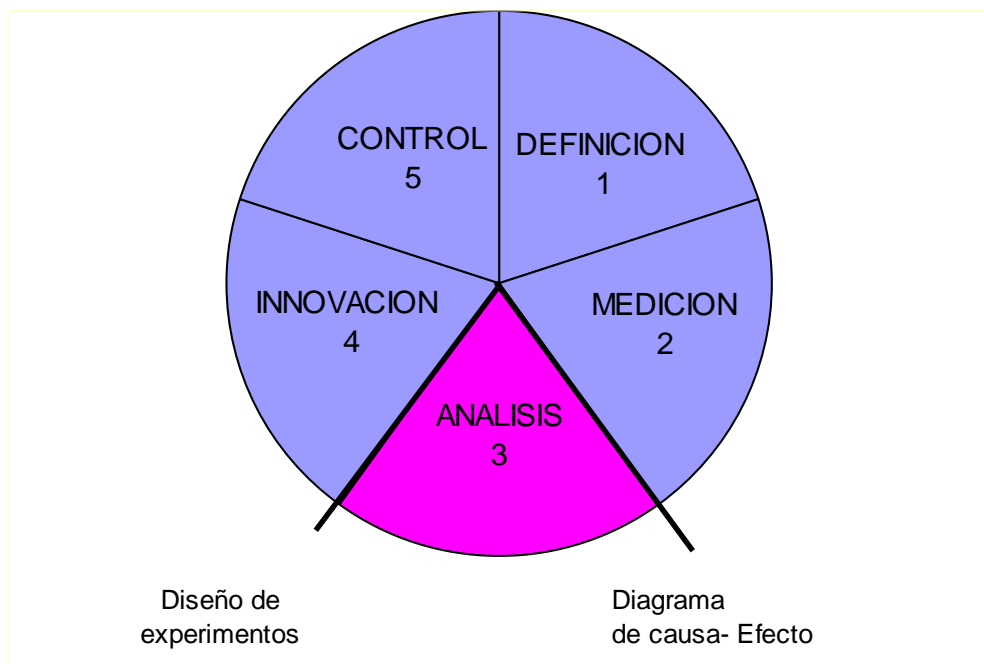 CONTROL
5
DEFINICION
1
INNOVACION
4
MEDICION
2
ANALISIS
3
Diseño de
experimentos
Diagrama
de causa- Efecto